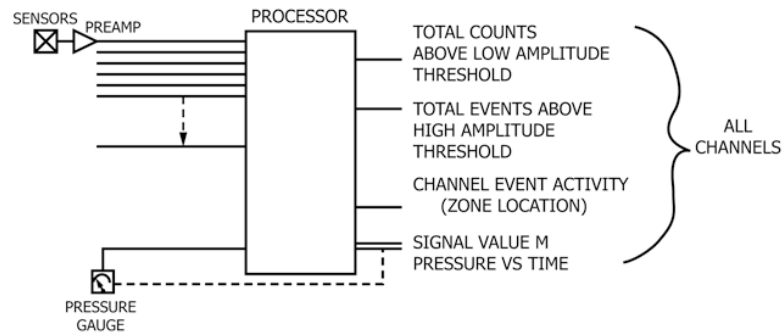 SENSORS
PREAMP
PROCESSOR
TOTAL COUNTS
ABOVE LOW AMPLITUDE
THRESHOLD
TOTAL EVENTS ABOVE
HIGH AMPLITUDE
THRESHOLD
ALL
CHANNELS
CHANNEL EVENT ACTIVITY
(ZONE LOCATION)
SIGNAL VALUE M
PRESSURE VS TIME
PRESSURE
GAUGE